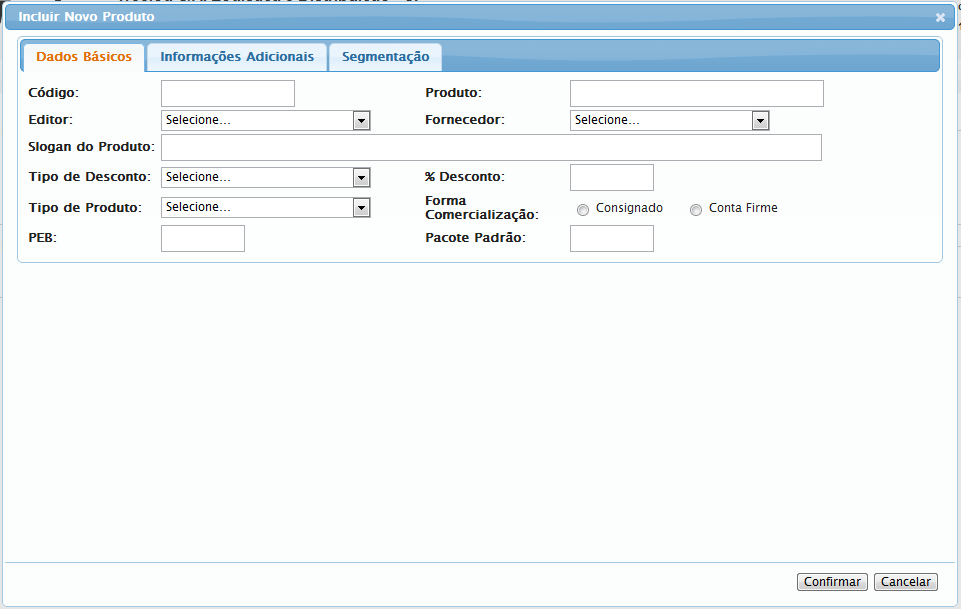 Incluir Novo Produto
Dados Básicos Informações Adicionais Segmentação
Código: Produto:
Editor: Selecione... Fornecedor: Selecione...
Slogan do Produto:
Tipo de Desconto: Selecione... % Desconto:
Tipo de Produto: Selecione... Forma Comercialização: Consignado Conta Firme
PEB: Pacote Padrão:
Confirmar Cancelar